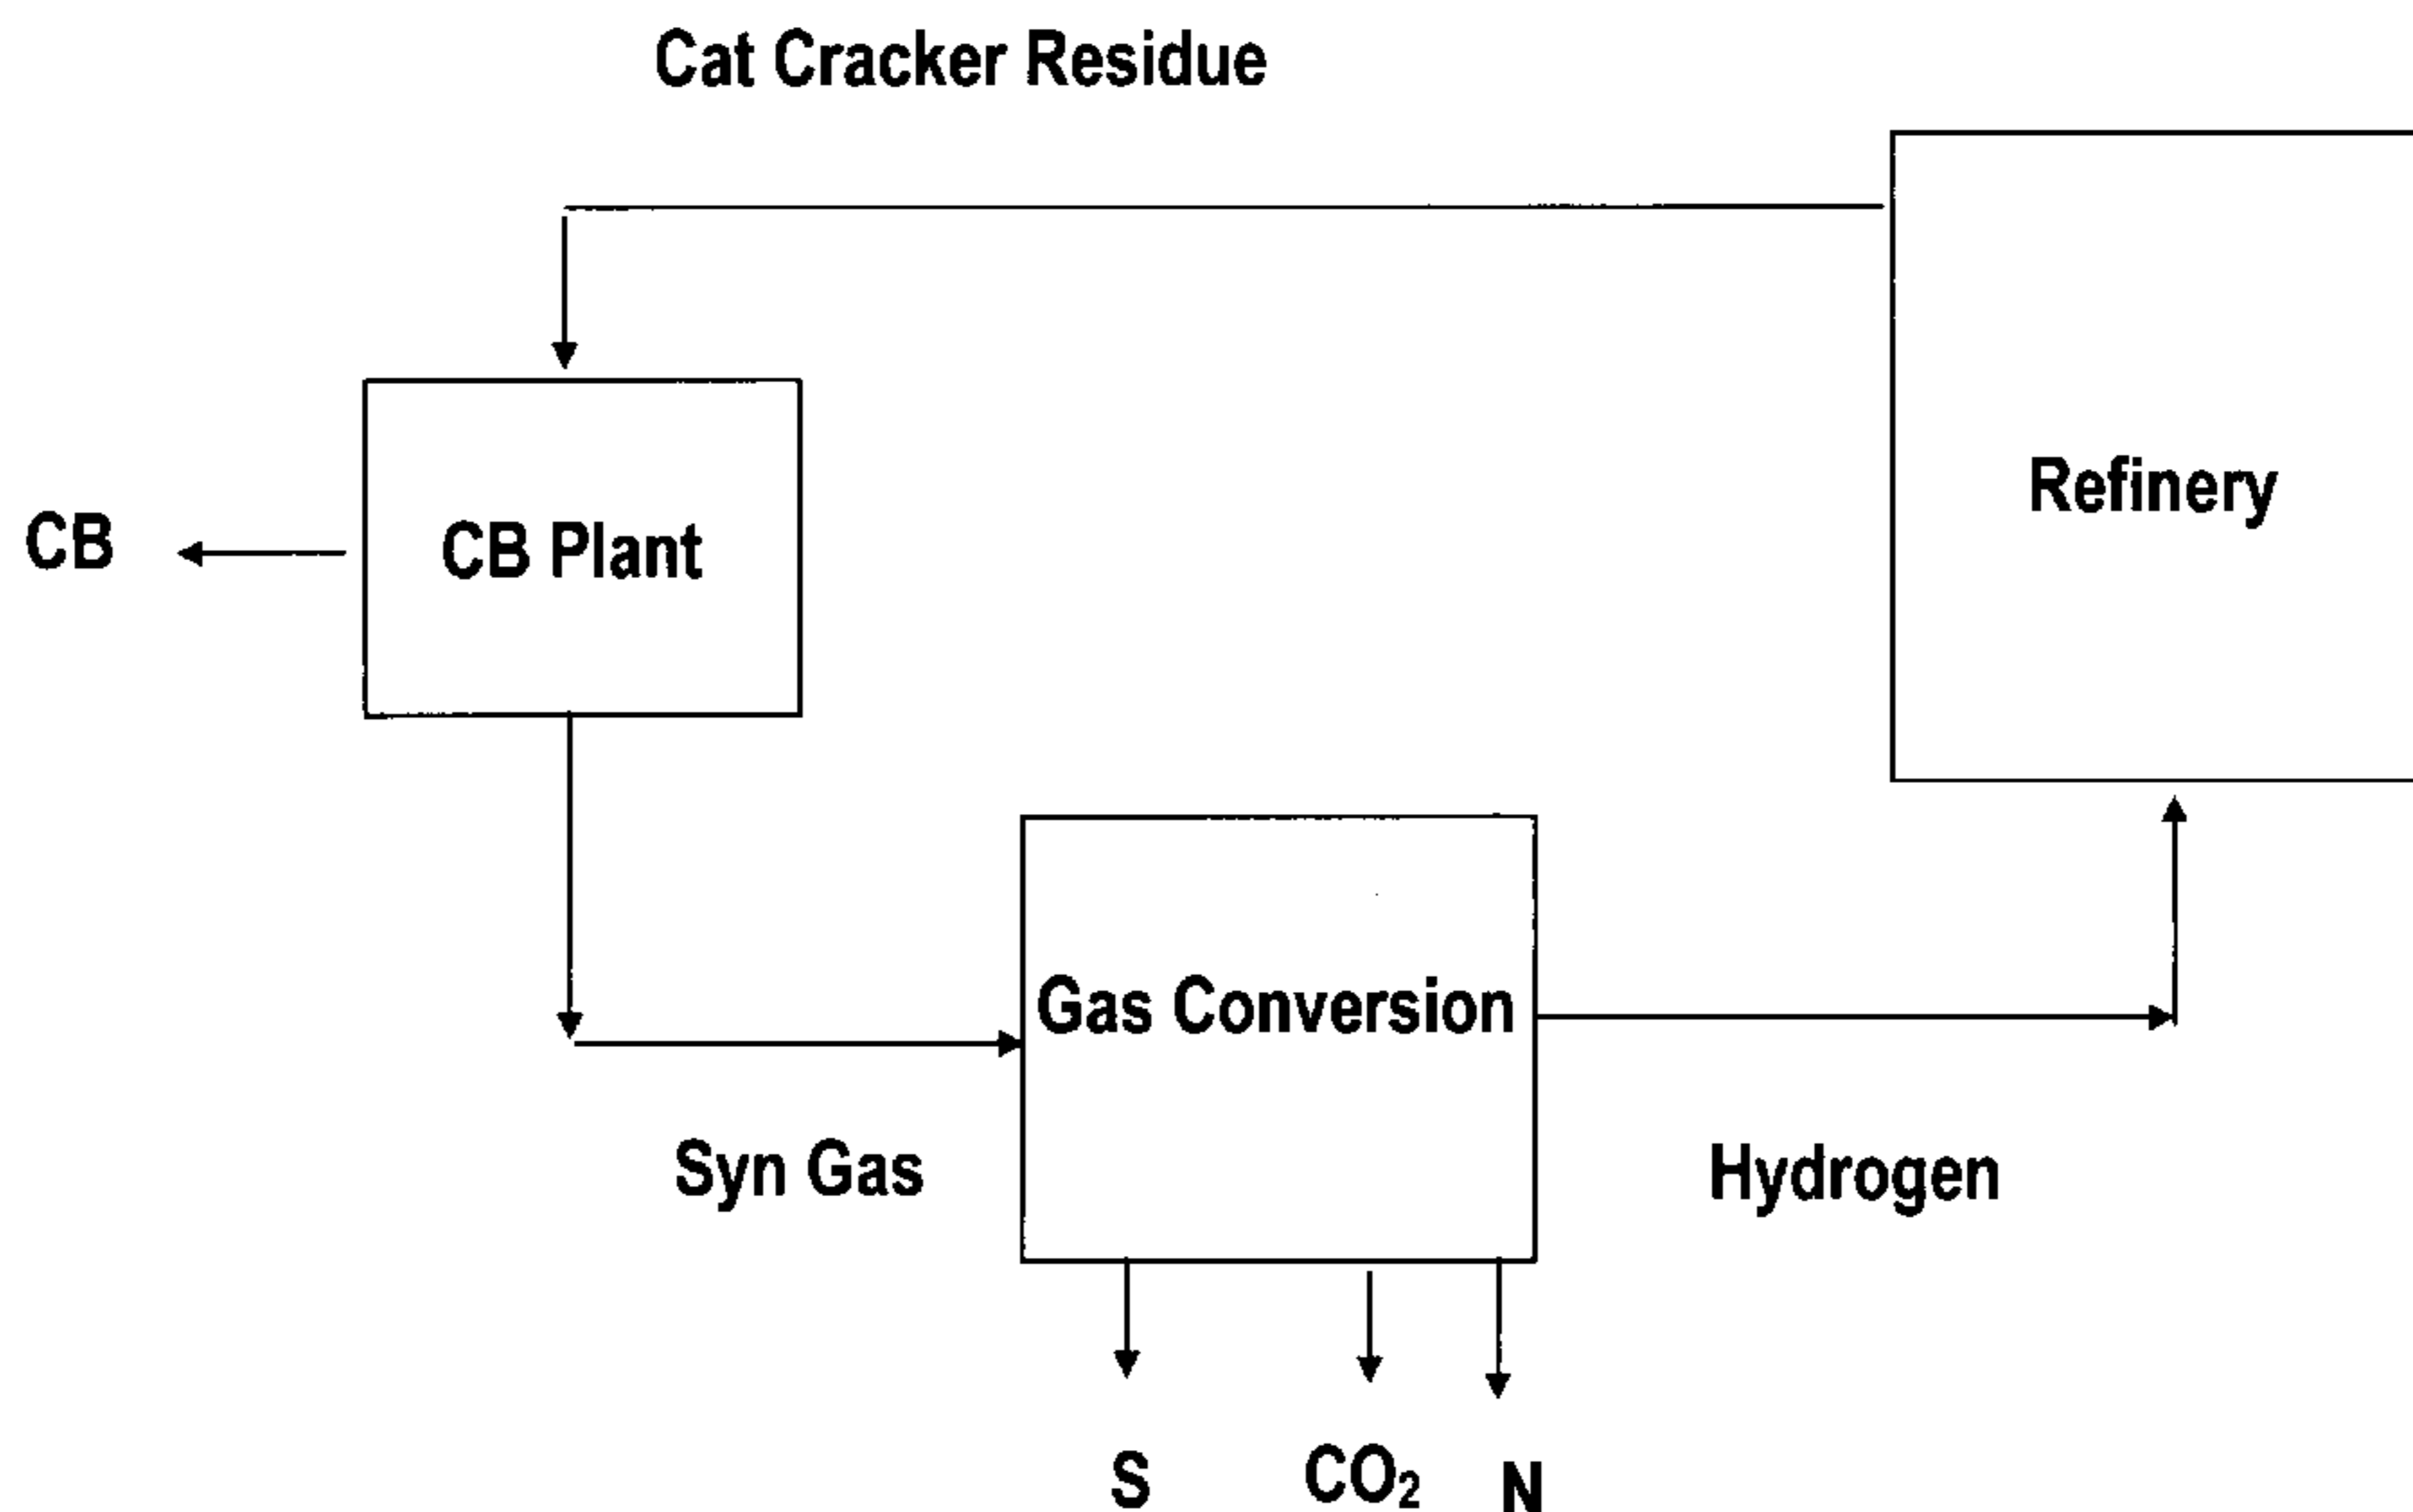 Cat Cracker Residue
Refinery
CB
CB Plant
Gas Conversion
Syn Gas
Hydrogen
S
CO₂
N